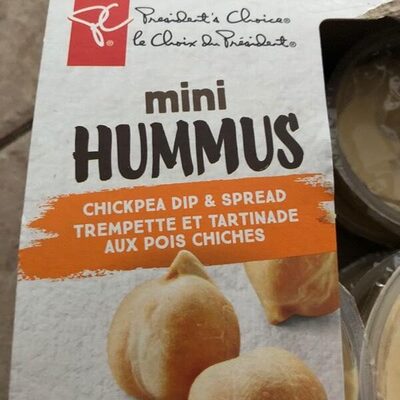 PC®
President's Choice®
le Choix du Président®
mini
HUMMUS
CHICKPEA DIP & SPREAD
TREMPETTE ET TARTINADE
AUX POIS CHICHES